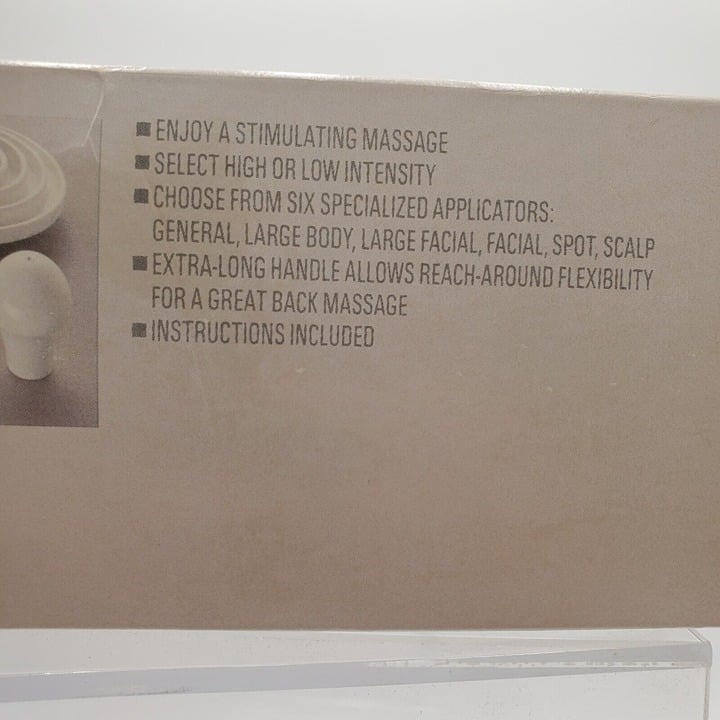 ■ ENJOY A STIMULATING MASSAGE
■ SELECT HIGH OR LOW INTENSITY
■ CHOOSE FROM SIX SPECIALIZED APPLICATORS:
GENERAL, LARGE BODY, LARGE FACIAL, FACIAL, SPOT, SCALP
■ EXTRA-LONG HANDLE ALLOWS REACH-AROUND FLEXIBILITY
FOR A GREAT BACK MASSAGE
■ INSTRUCTIONS INCLUDED